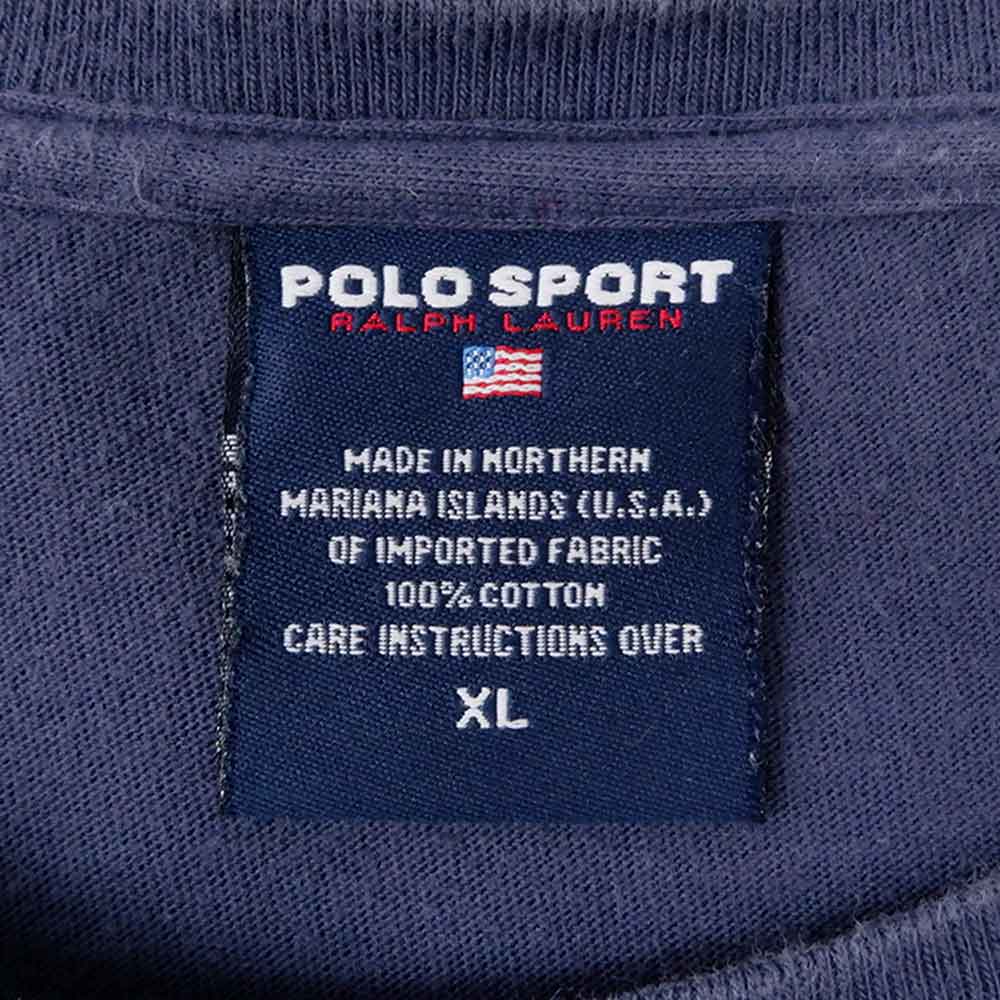 POLO SPORT
RALPH LAUREN
MADE IN NORTHERN
MARIANA ISLANDS (U.S.A.)
OF IMPORTED FABRIC
100% COTTON
CARE INSTRUCTIONS OVER
XL